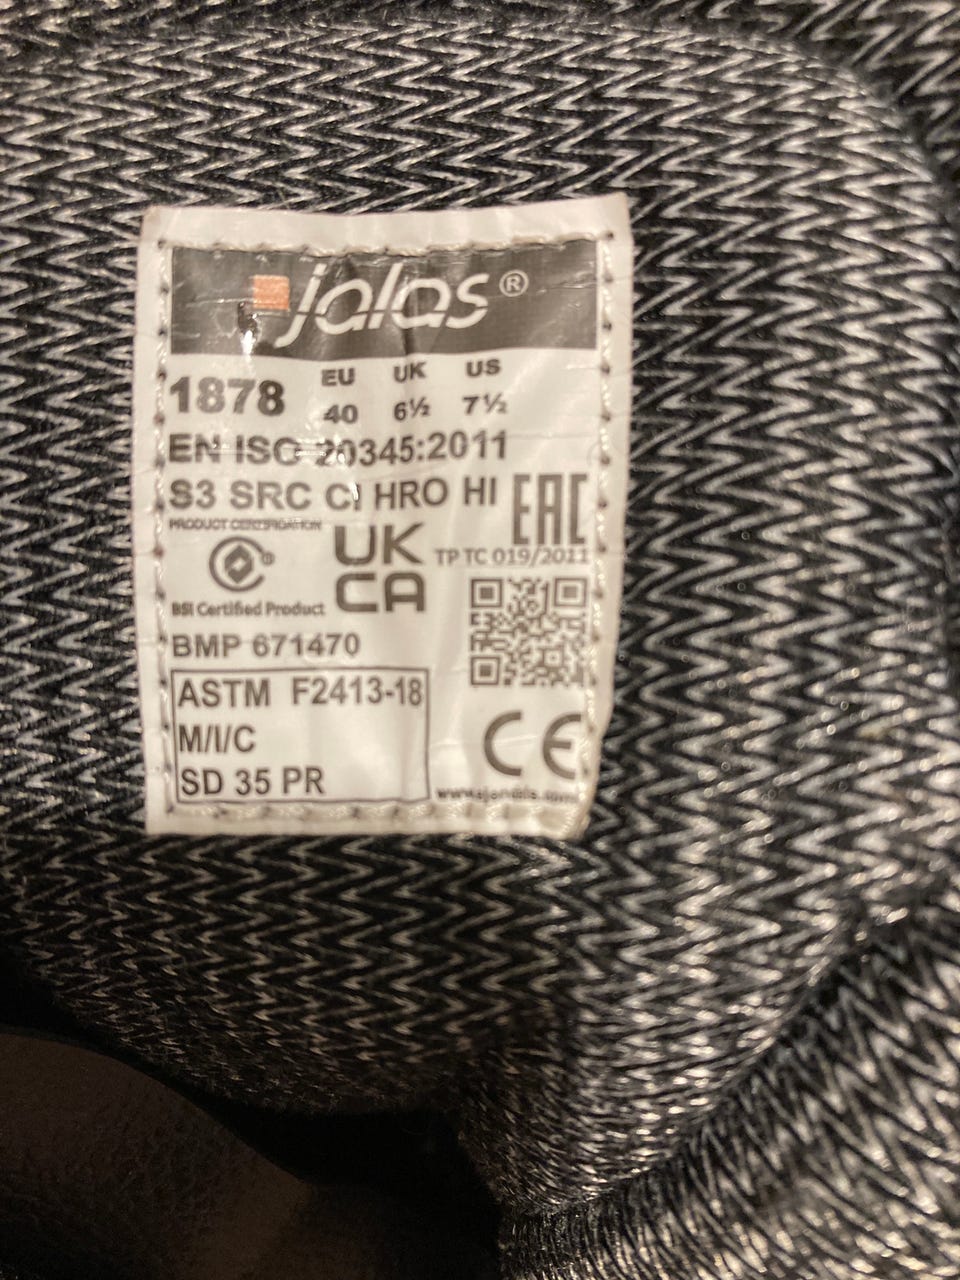 jalas®
1878 EU UK US
40 6½ 7½
EN ISO 20345:2011
S3 SRC CI HRO HI EAC
PRODUCT CERTIFICATION
UK
CA
TP TC 019/2011
BSI Certified Product
BMP 671470
ASTM F2413-18
M/I/C
SD 35 PR
CE